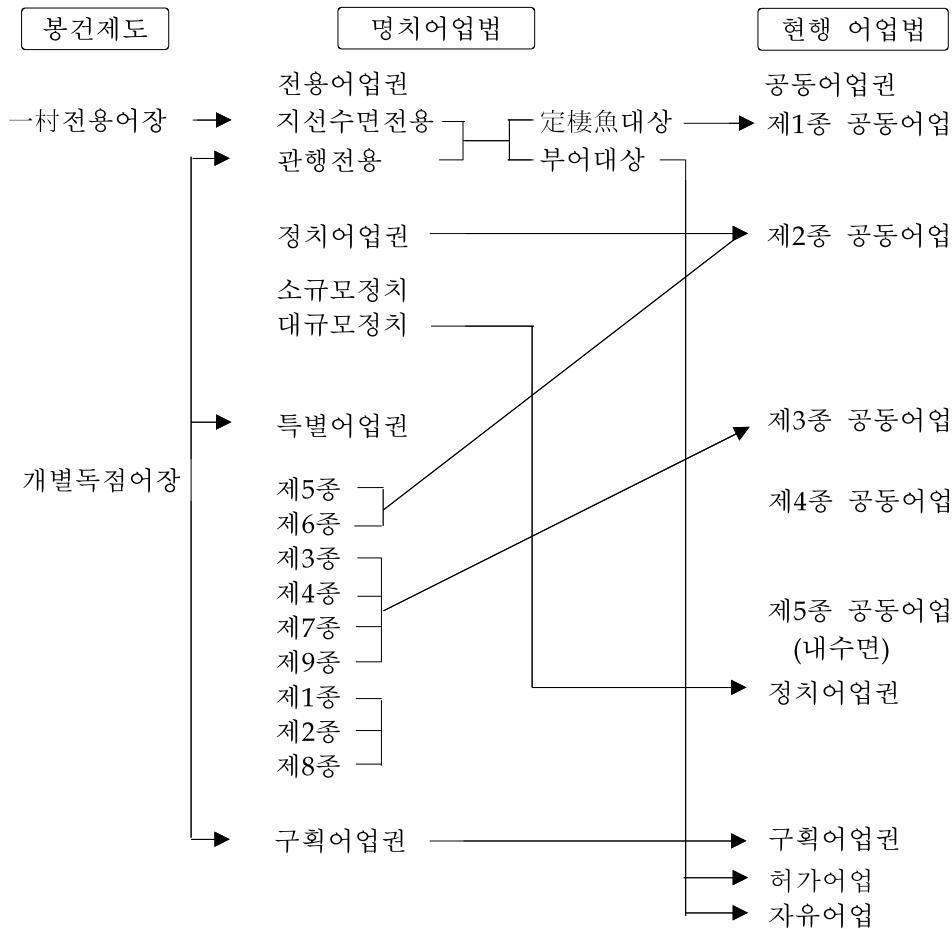 봉건제도
명치어업법
현행 어업법
전용어업권
공동어업권
一村전용어장
지선수면전용
定棲魚대상
제1종 공동어업
관행전용
부어대상
정치어업권
제2종 공동어업
소규모정치
대규모정치
특별어업권
제3종 공동어업
개별독점어장
제5종
제6종
제4종 공동어업
제3종
제4종
제7종
제9종
제5종 공동어업
(내수면)
제1종
제2종
제8종
정치어업권
구획어업권
구획어업권
허가어업
자유어업